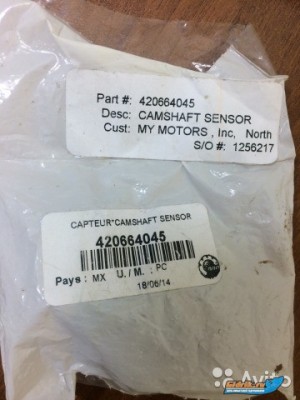 Part #: 420664045
Desc: CAMSHAFT SENSOR
Cust: MY MOTORS , Inc, North
S/O #: 1256217
CAPTEUR*CAMSHAFT SENSOR
420664045
Pays : MX U. / M. : PC
18/06/14
Avito